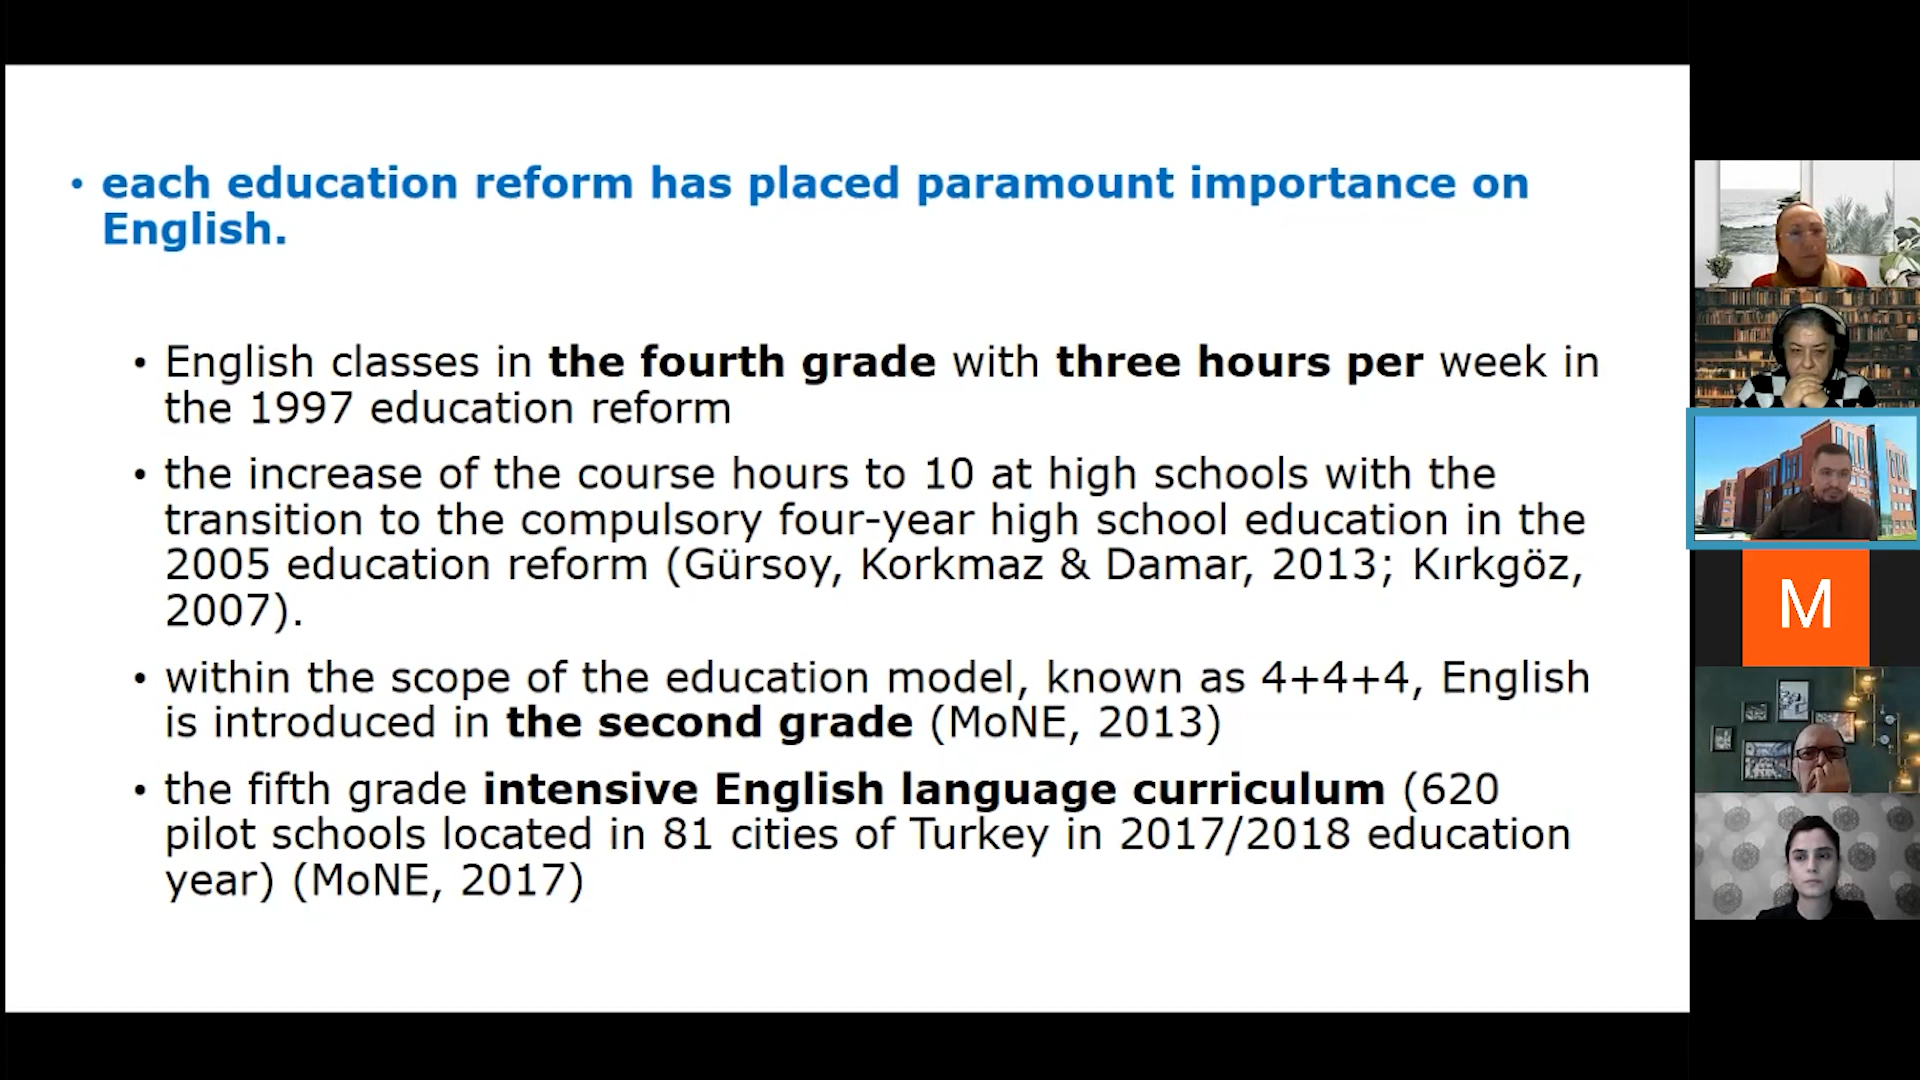 • each education reform has placed paramount importance on
English.
• English classes in the fourth grade with three hours per week in
the 1997 education reform
• the increase of the course hours to 10 at high schools with the
transition to the compulsory four-year high school education in the
2005 education reform (Gürsoy, Korkmaz & Damar, 2013; Kırkgöz,
2007).
• within the scope of the education model, known as 4+4+4, English
is introduced in the second grade (MoNE, 2013)
• the fifth grade intensive English language curriculum (620
pilot schools located in 81 cities of Turkey in 2017/2018 education
year) (MoNE, 2017)
M